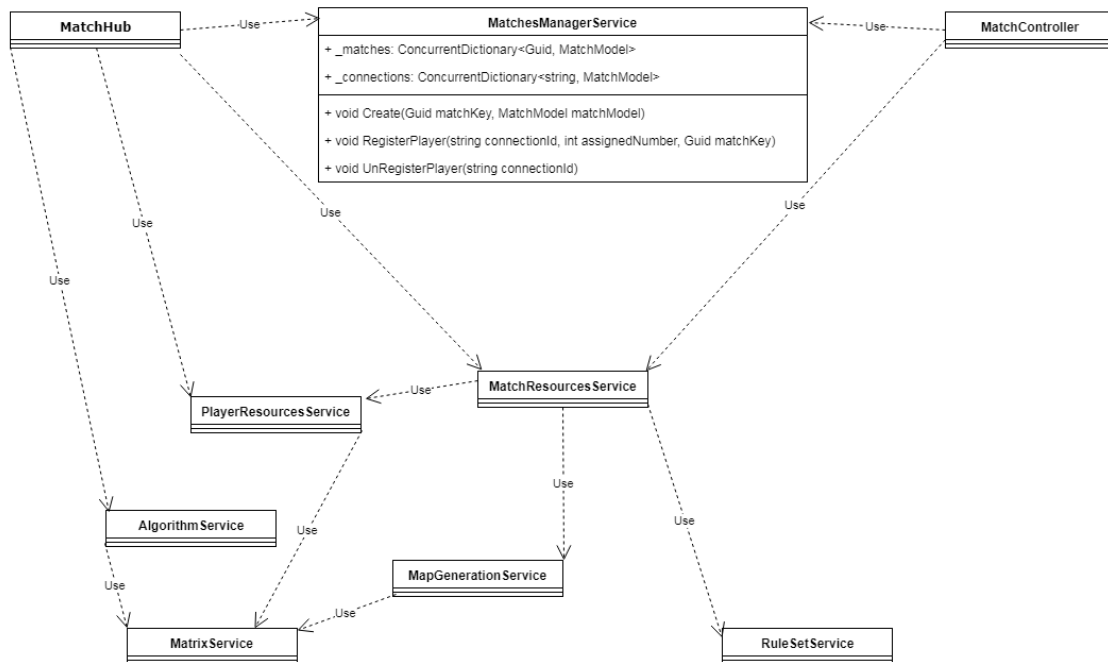 MatchHub
Use
MatchesManagerService
+ _matches: ConcurrentDictionary<Guid, MatchModel>
+ _connections: ConcurrentDictionary<string, MatchModel>
+ void Create(Guid matchKey, MatchModel matchModel)
+ void RegisterPlayer(string connectionId, int assignedNumber, Guid matchKey)
+ void UnRegisterPlayer(string connectionId)
Use
MatchController
Use
Use
Use
Use
MatchResourcesService
Use
PlayerResourcesService
Use
Use
Use
AlgorithmService
Use
MapGenerationService
Use
MatrixService
RuleSetService